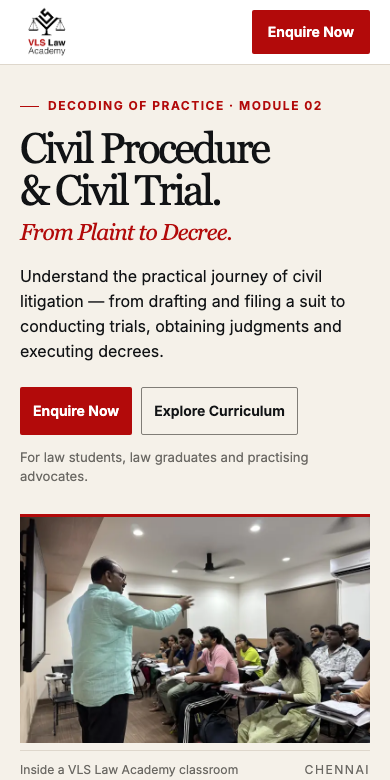 VLS Law
Academy
Enquire Now
DECODING OF PRACTICE · MODULE 02
Civil Procedure
& Civil Trial.
From Plaint to Decree.
Understand the practical journey of civil
litigation — from drafting and filing a suit to
conducting trials, obtaining judgments and
executing decrees.
Enquire Now
Explore Curriculum
For law students, law graduates and practising
advocates.
Inside a VLS Law Academy classroom
CHENNAI